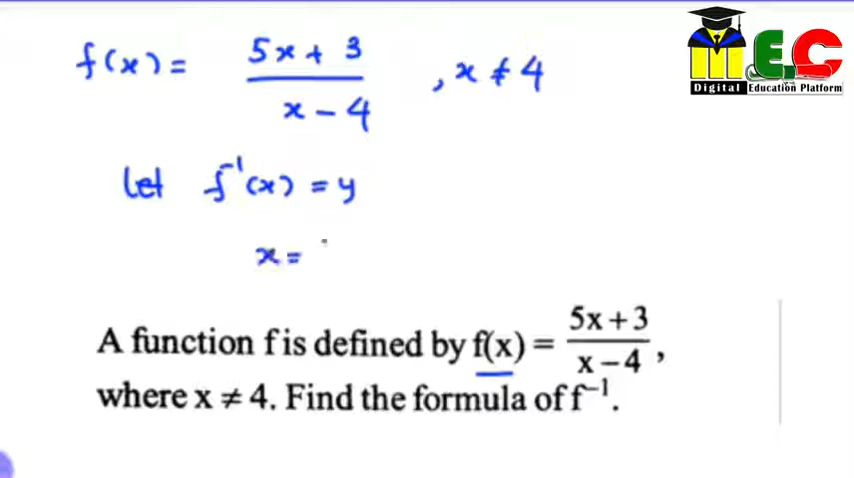 f(x) = 5x + 3 / x - 4 , x ≠ 4
Let f⁻¹(x) = y
x =
A function f is defined by f(x) = 5x+3 / x−4 ,
where x ≠ 4. Find the formula of f⁻¹.
MEC
Digital Education Platform